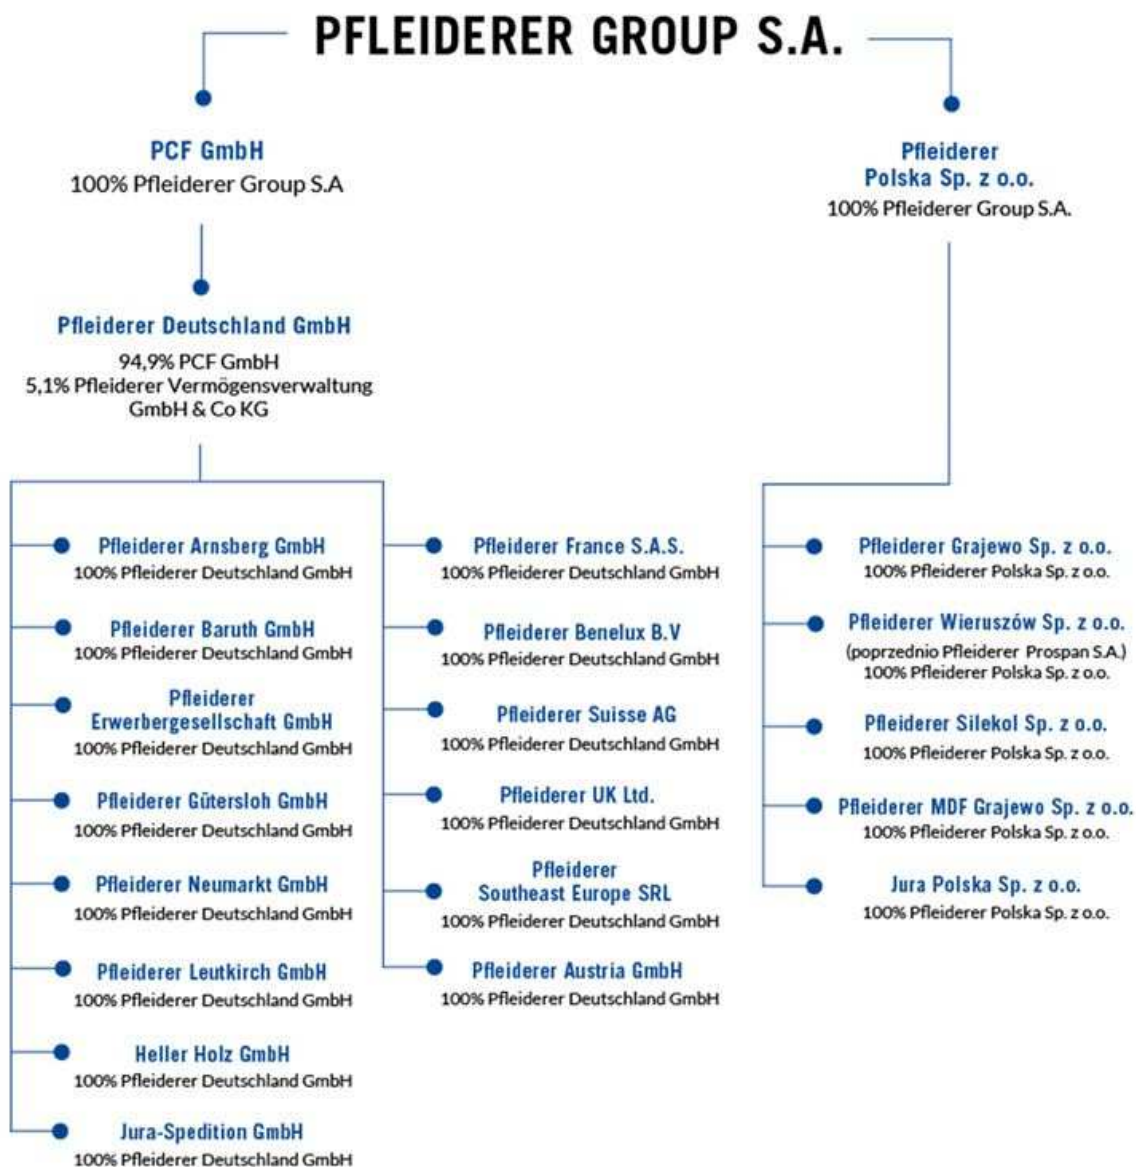 PFLEIDERER GROUP S.A.
PCF GmbH
100% Pfleiderer Group S.A
Pfleiderer Deutschland GmbH
94,9% PCF GmbH
5,1% Pfleiderer Vermögensverwaltung
GmbH & Co KG
Pfleiderer Arnsberg GmbH
100% Pfleiderer Deutschland GmbH
Pfleiderer Baruth GmbH
100% Pfleiderer Deutschland GmbH
Pfleiderer
Erwerbergesellschaft GmbH
100% Pfleiderer Deutschland GmbH
Pfleiderer Gütersloh GmbH
100% Pfleiderer Deutschland GmbH
Pfleiderer Neumarkt GmbH
100% Pfleiderer Deutschland GmbH
Pfleiderer Leutkirch GmbH
100% Pfleiderer Deutschland GmbH
Heller Holz GmbH
100% Pfleiderer Deutschland GmbH
Jura-Spedition GmbH
100% Pfleiderer Deutschland GmbH
Pfleiderer France S.A.S.
100% Pfleiderer Deutschland GmbH
Pfleiderer Benelux B.V
100% Pfleiderer Deutschland GmbH
Pfleiderer Suisse AG
100% Pfleiderer Deutschland GmbH
Pfleiderer UK Ltd.
100% Pfleiderer Deutschland GmbH
Pfleiderer
Southeast Europe SRL
100% Pfleiderer Deutschland GmbH
Pfleiderer Austria GmbH
100% Pfleiderer Deutschland GmbH
Pfleiderer
Polska Sp. z o.o.
100% Pfleiderer Group S.A.
Pfleiderer Grajewo Sp. z o.o.
100% Pfleiderer Polska Sp. z o.o.
Pfleiderer Wieruszów Sp. z o.o.
(poprzednio Pfleiderer Prospan S.A.)
100% Pfleiderer Polska Sp. z o.o.
Pfleiderer Silekol Sp. z o.o.
100% Pfleiderer Polska Sp. z o.o.
Pfleiderer MDF Grajewo Sp. z o.o.
100% Pfleiderer Polska Sp. z o.o.
Jura Polska Sp. z o.o.
100% Pfleiderer Polska Sp. z o.o.